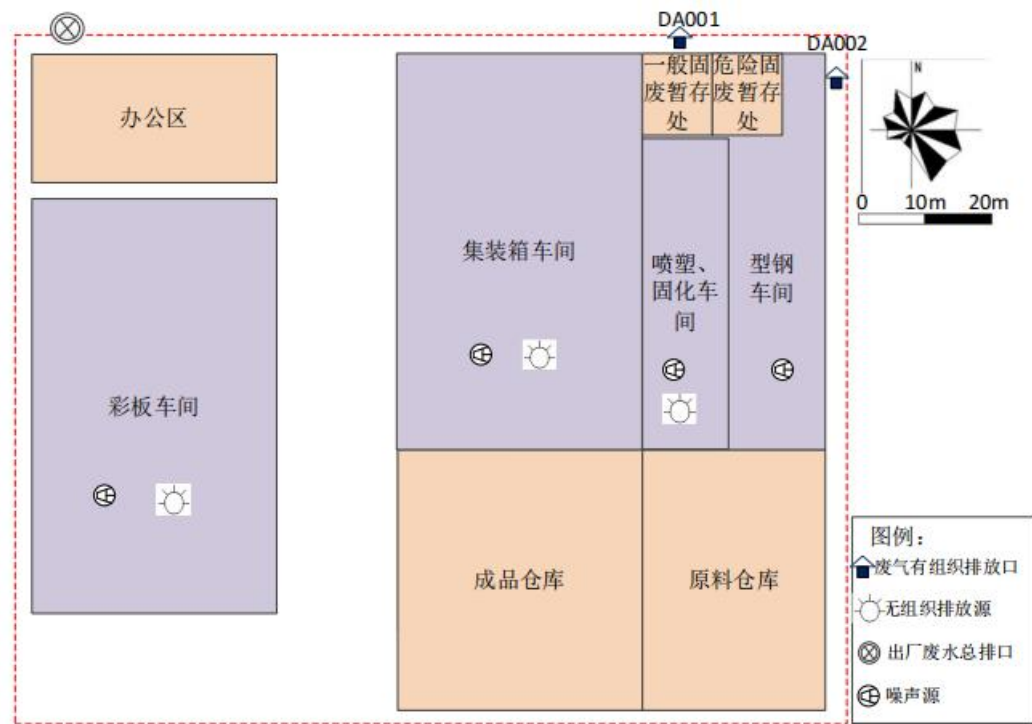 DA001
DA002
一般固
废暂存
处
危险固
废暂存
处
N
0 10m 20m
办公区
集装箱车间
喷塑、
固化车
间
型钢
车间
彩板车间
成品仓库
原料仓库
图例：
废气有组织排放口
无组织排放源
出厂废水总排口
噪声源